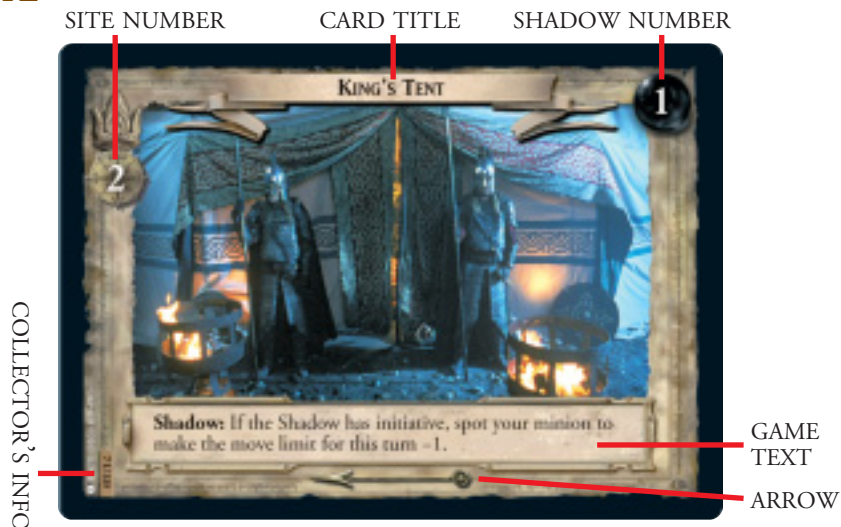 SITE NUMBER
CARD TITLE
SHADOW NUMBER
KING'S TENT
1
2
Shadow: If the Shadow has initiative, spot your minion to
make the move limit for this turn –1.
COLLECTOR'S INFO
GAME
TEXT
ARROW